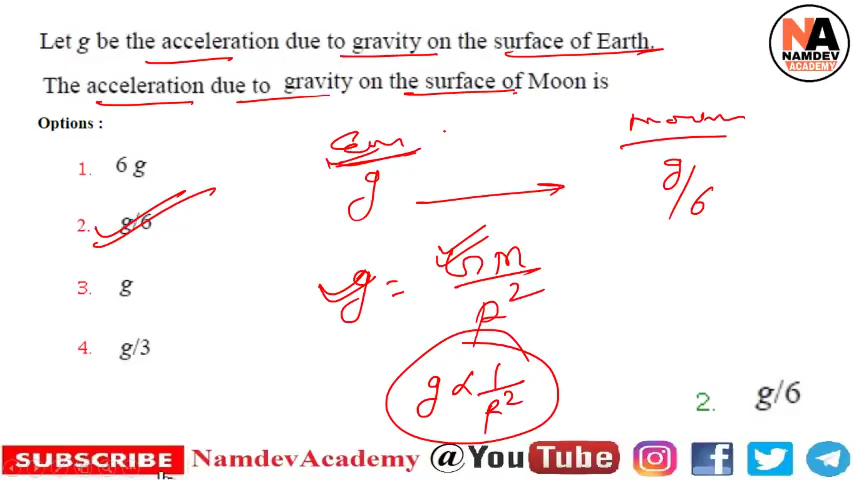 Let g be the acceleration due to gravity on the surface of Earth.
NA
NAMDEV
ACADEMY
The acceleration due to gravity on the surface of Moon is
Options :
1. 6 g
2. g/6
3. g
4. g/3
g
g/6
g = GM/R²
g ∝ 1/R²
2. g/6
SUBSCRIBE NamdevAcademy @YouTube